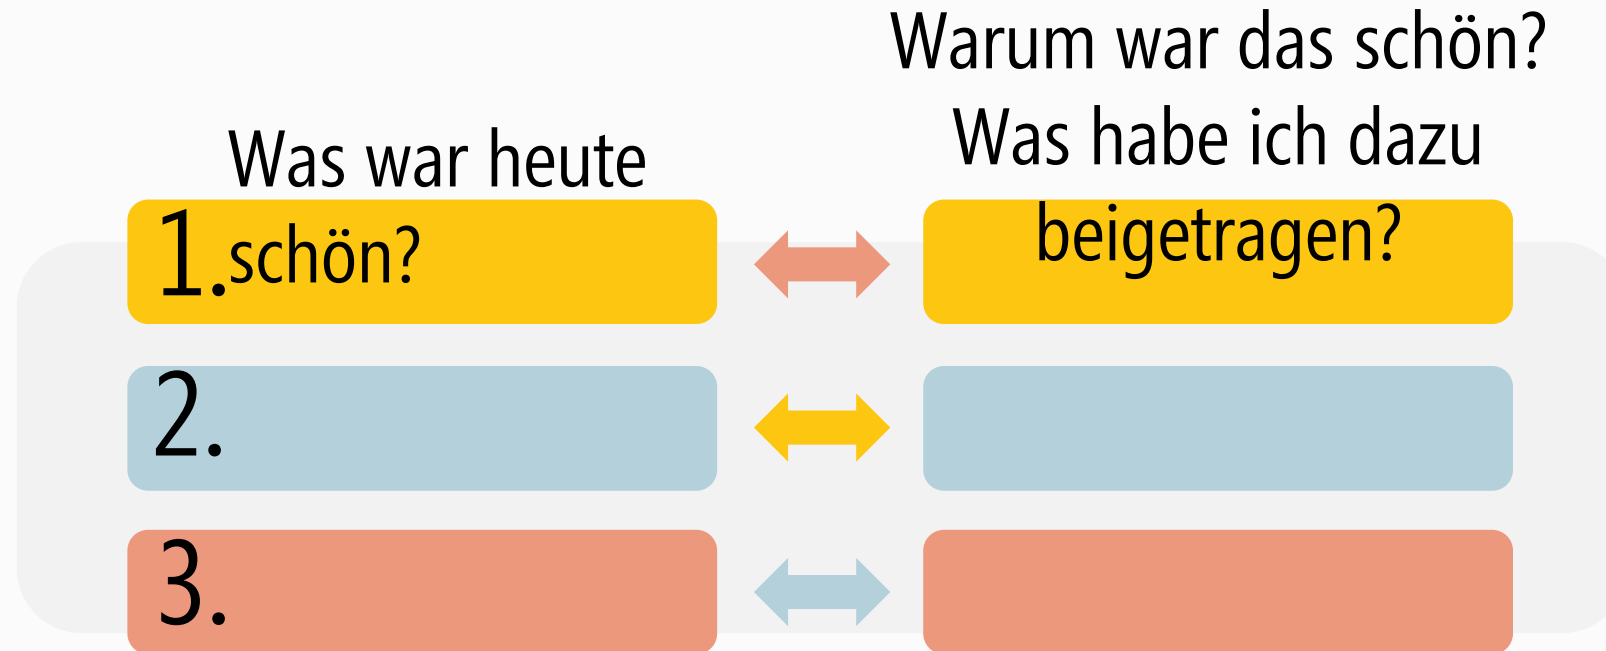 Was war heute
schön?
Warum war das schön?
Was habe ich dazu
beigetragen?
1.
2.
3.